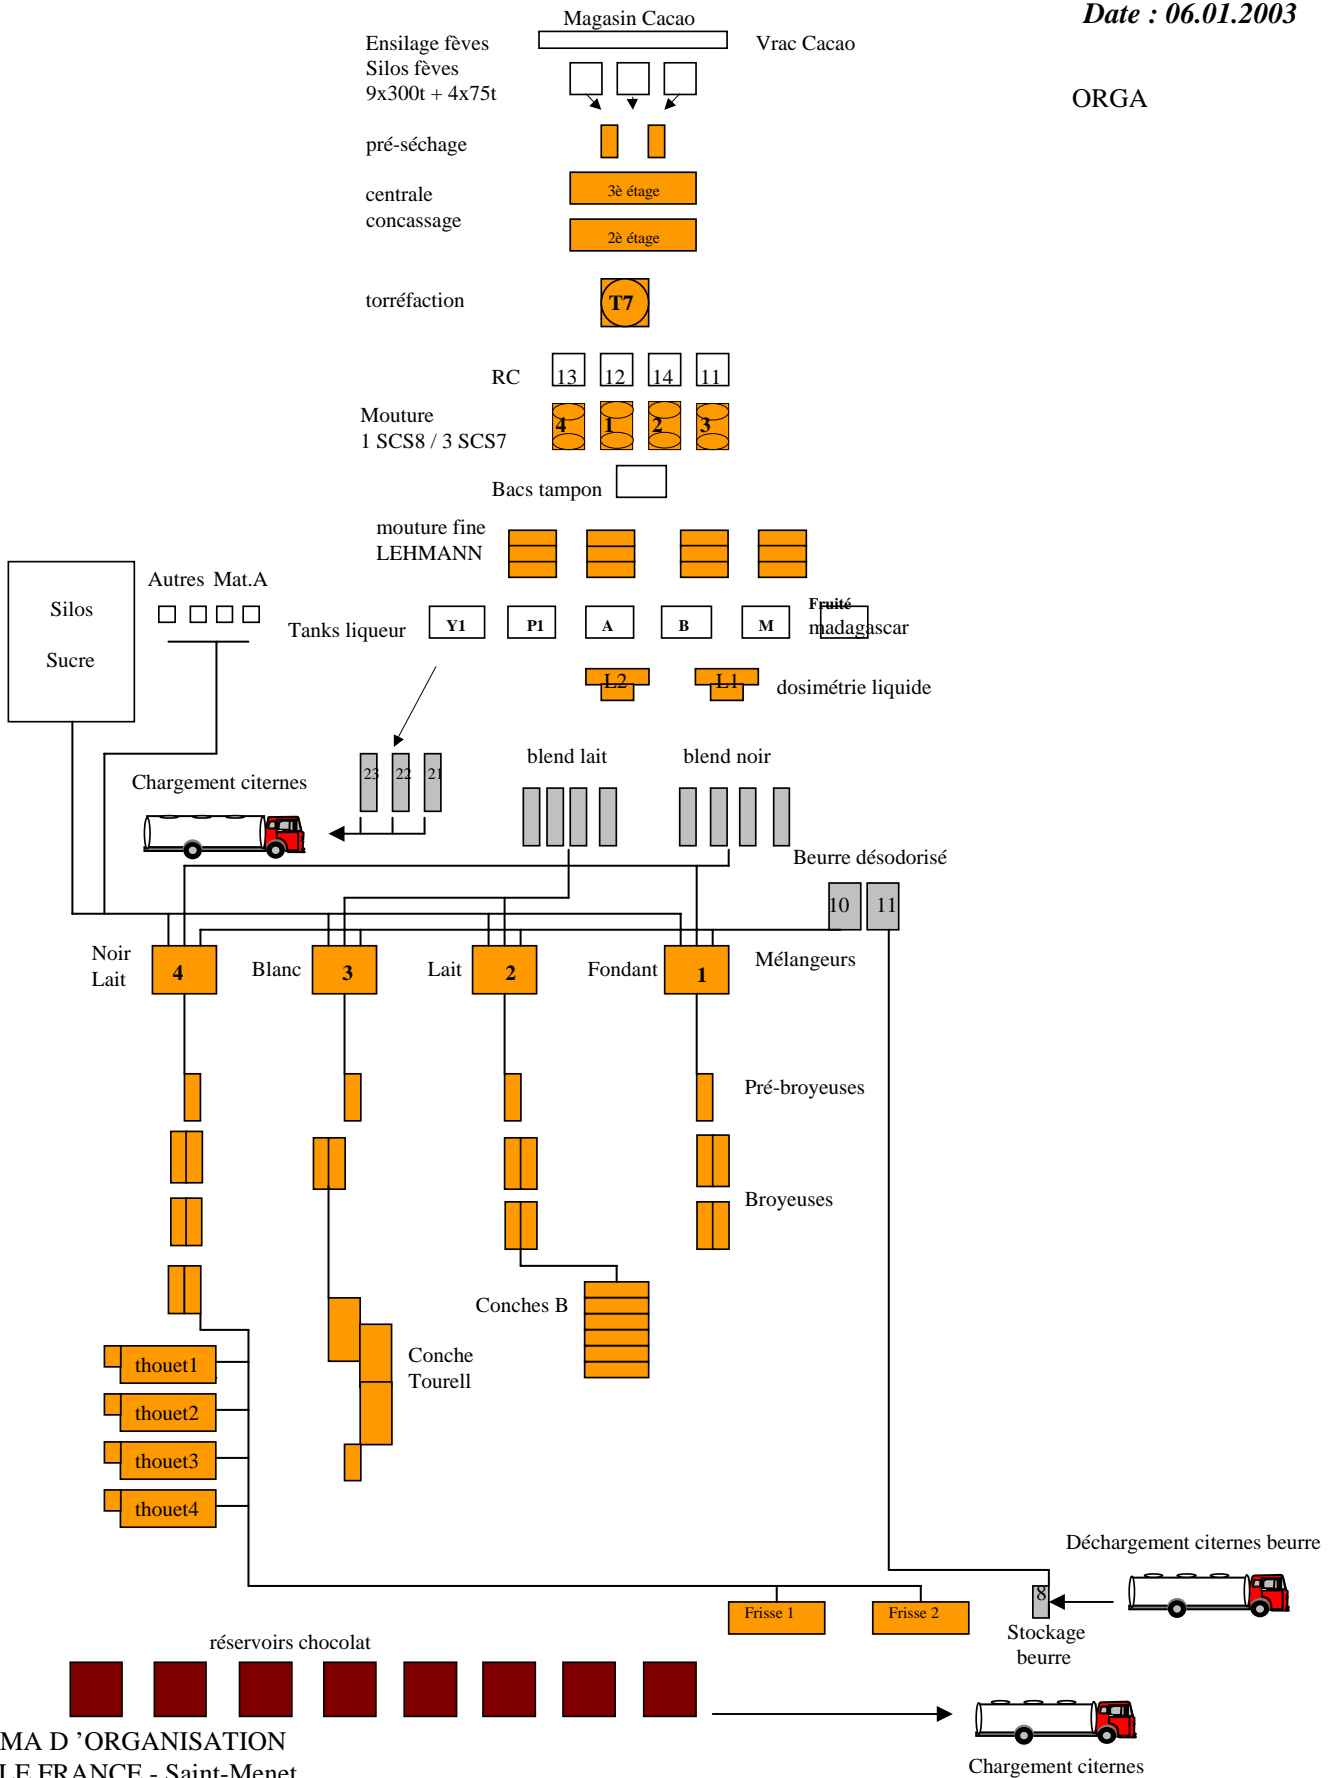 Date : 06.01.2003
Magasin Cacao
Ensilage fèves
Vrac Cacao
Silos fèves
9x300t + 4x75t
ORGA
pré-séchage
centrale
concassage
3è étage
2è étage
torréfaction
T7
RC
13 12 14 11
Mouture
1 SCS8 / 3 SCS7
4 1 2 3
Bacs tampon
mouture fine
LEHMANN
Silos
Sucre
Autres Mat.A
Tanks liqueur
Y1 P1 A B M
Fruité
madagascar
L2 L1
dosimétrie liquide
23 22 21
Chargement citernes
blend lait
blend noir
Beurre désodorisé
10 11
Noir
Lait
4
Blanc
3
Lait
2
Fondant
1
Mélangeurs
Pré-broyeuses
Broyeuses
Conches B
Conche
Tourell
thouet1
thouet2
thouet3
thouet4
Déchargement citernes beurre
Frisse 1
Frisse 2
8
Stockage
beurre
réservoirs chocolat
MA D ’ORGANISATION
LE FRANCE - Saint-Menet
Chargement citernes